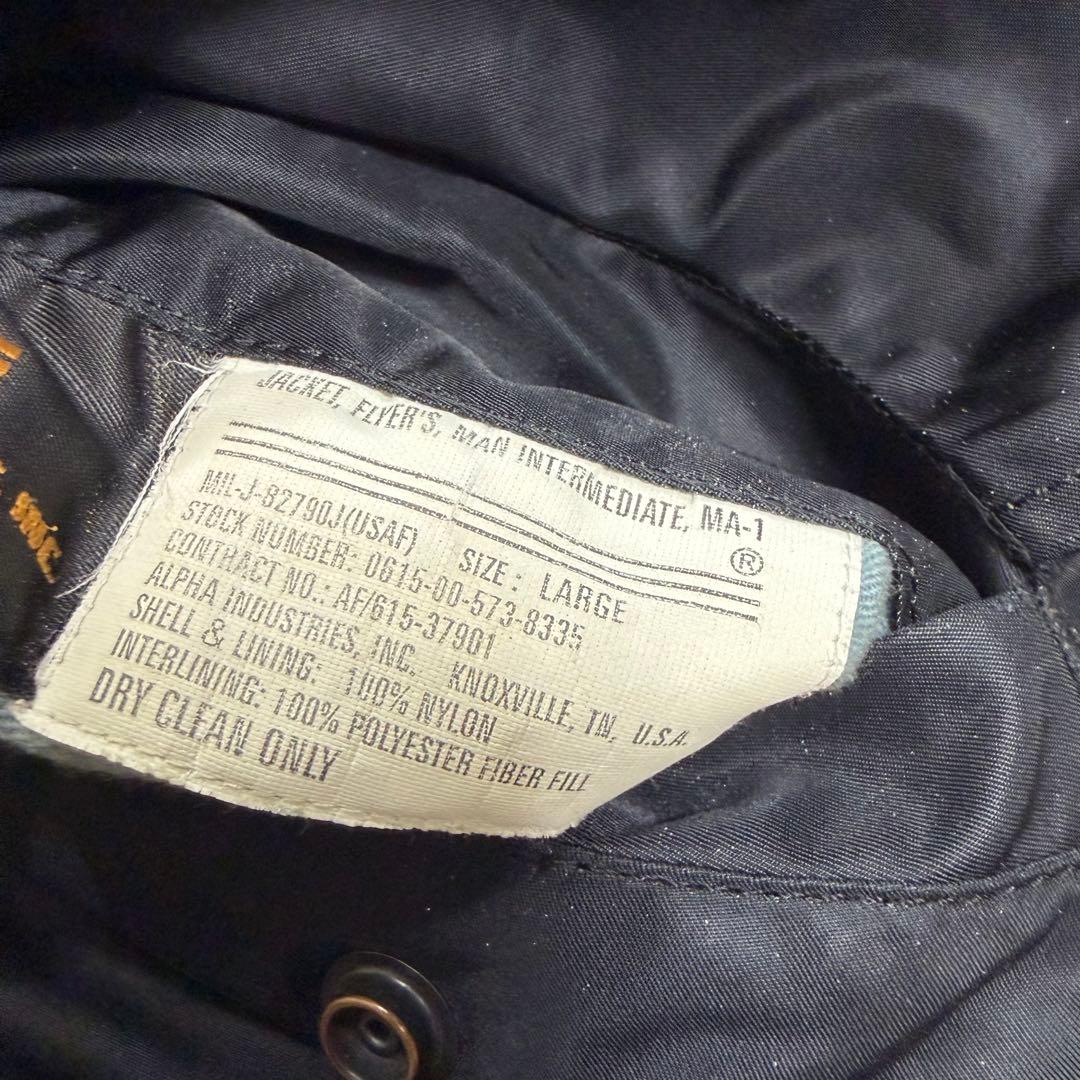 JACKET, FLYER'S, MAN INTERMEDIATE, MA-1
®
MIL-J-82790J(USAF) SIZE: LARGE
STOCK NUMBER: 0615-00-573-8335
CONTRACT NO.: AF/615-37901
ALPHA INDUSTRIES, INC. KNOXVILLE, TN, U.S.A.
SHELL & LINING: 100% NYLON
INTERLINING: 100% POLYESTER FIBER FILL
DRY CLEAN ONLY